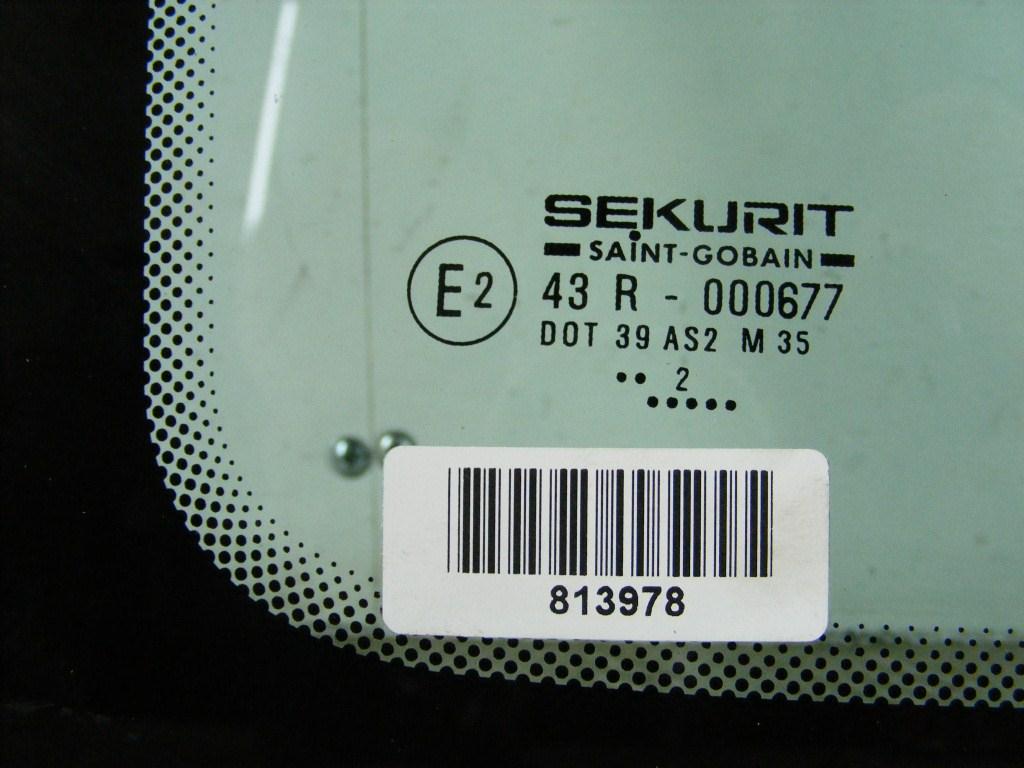 SEKURIT
SAINT-GOBAIN
E2 43 R - 000677
DOT 39 AS2 M 35
.. 2
.....
813978